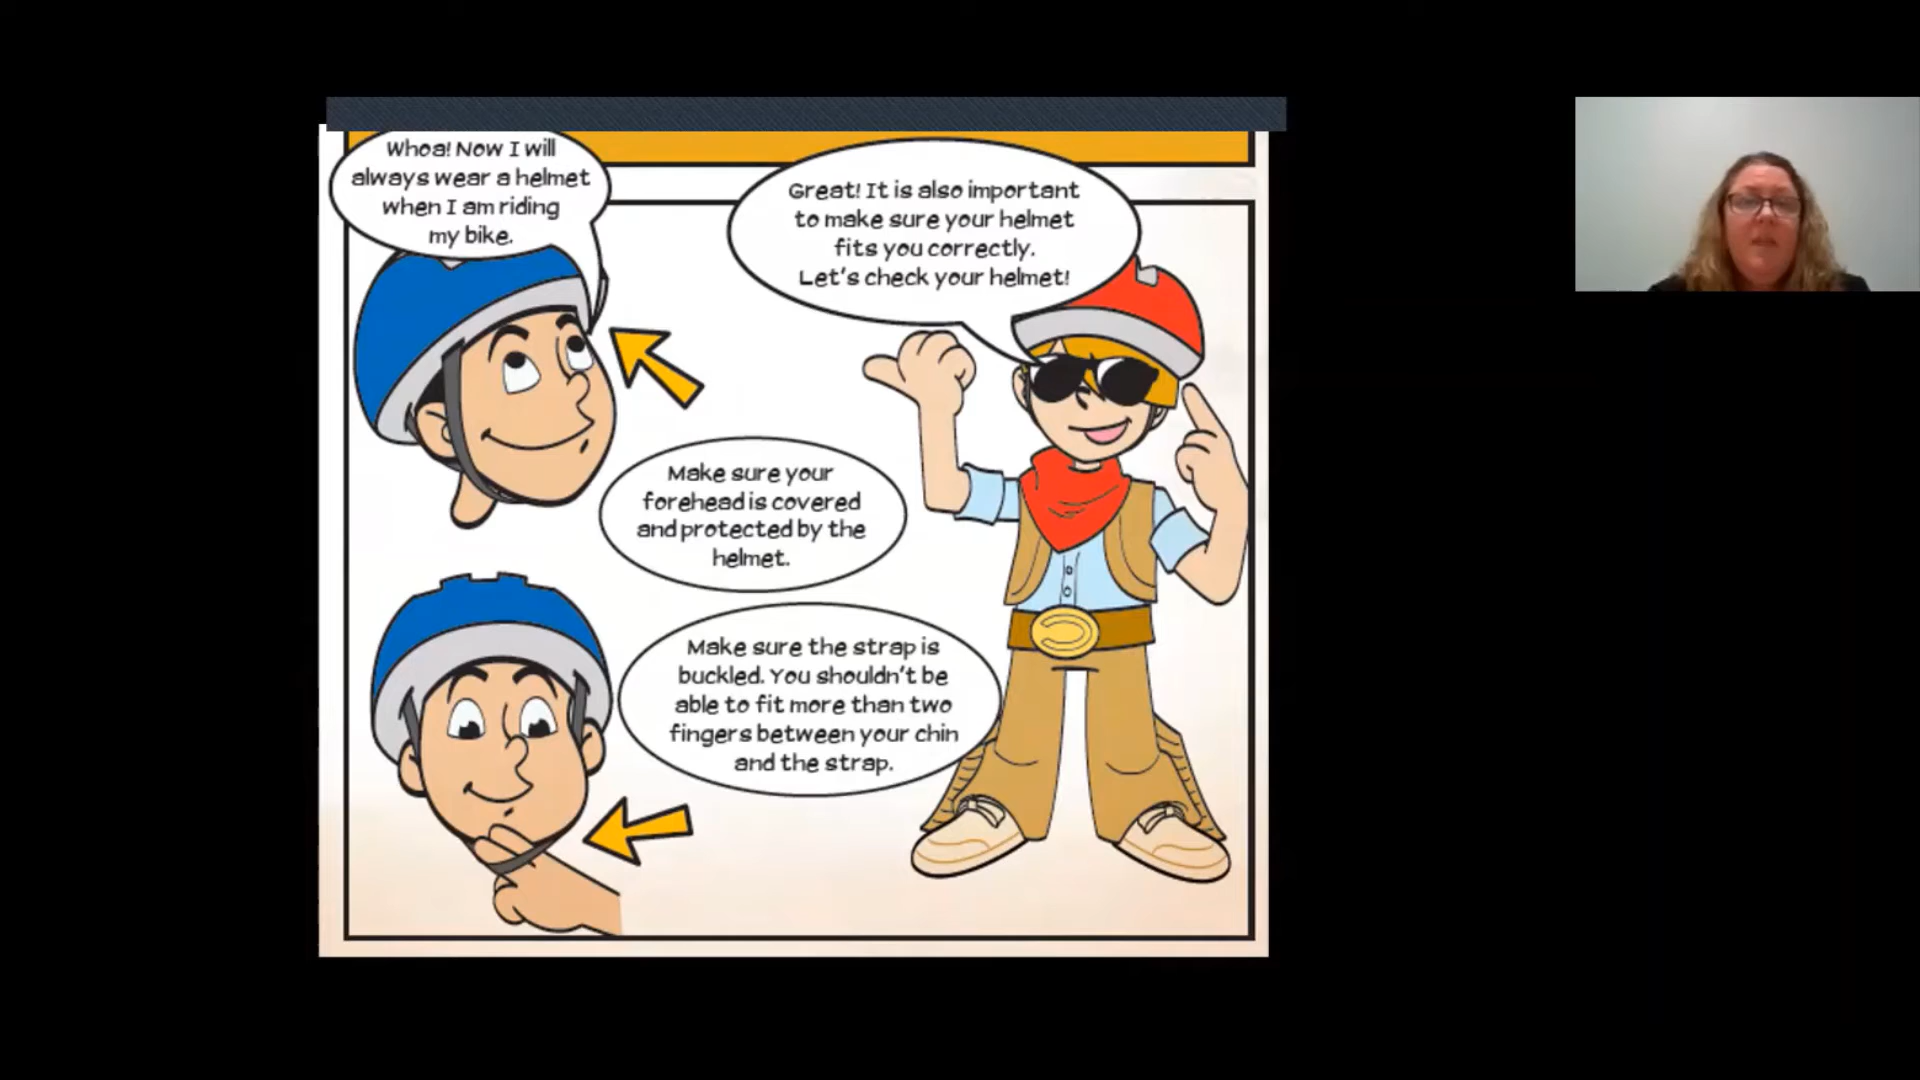 Whoa! Now I will
always wear a helmet
when I am riding
my bike.
Great! It is also important
to make sure your helmet
fits you correctly.
Let's check your helmet!
Make sure your
forehead is covered
and protected by the
helmet.
Make sure the strap is
buckled. You shouldn't be
able to fit more than two
fingers between your chin
and the strap.